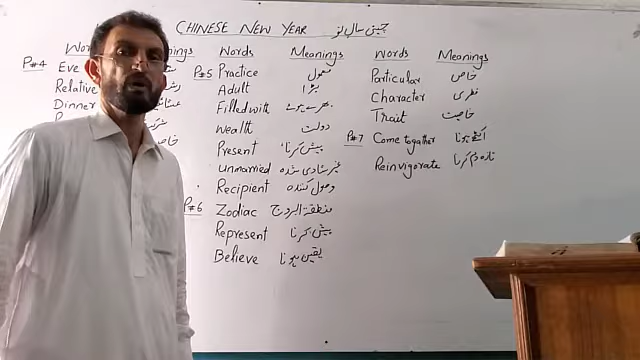 CHINESE NEW YEAR چینی سال نو
Words Meanings Words Meanings
P#4 Eve P#5 Practice معمول Particular خاص
Relative Adult بڑا Character فطری
Dinner Filled with بھرے ہوئے Trait خاصیت
Wealth دولت P#7 Come together اکٹھے ہونا
Present پیش کرنا Reinvigorate تازہ دم کرنا
Unmarried غیر شادی شدہ
Recipient وصول کنندہ
P#6 Zodiac منطقۃ البروج
Represent پیش کرنا
Believe یقین ہونا